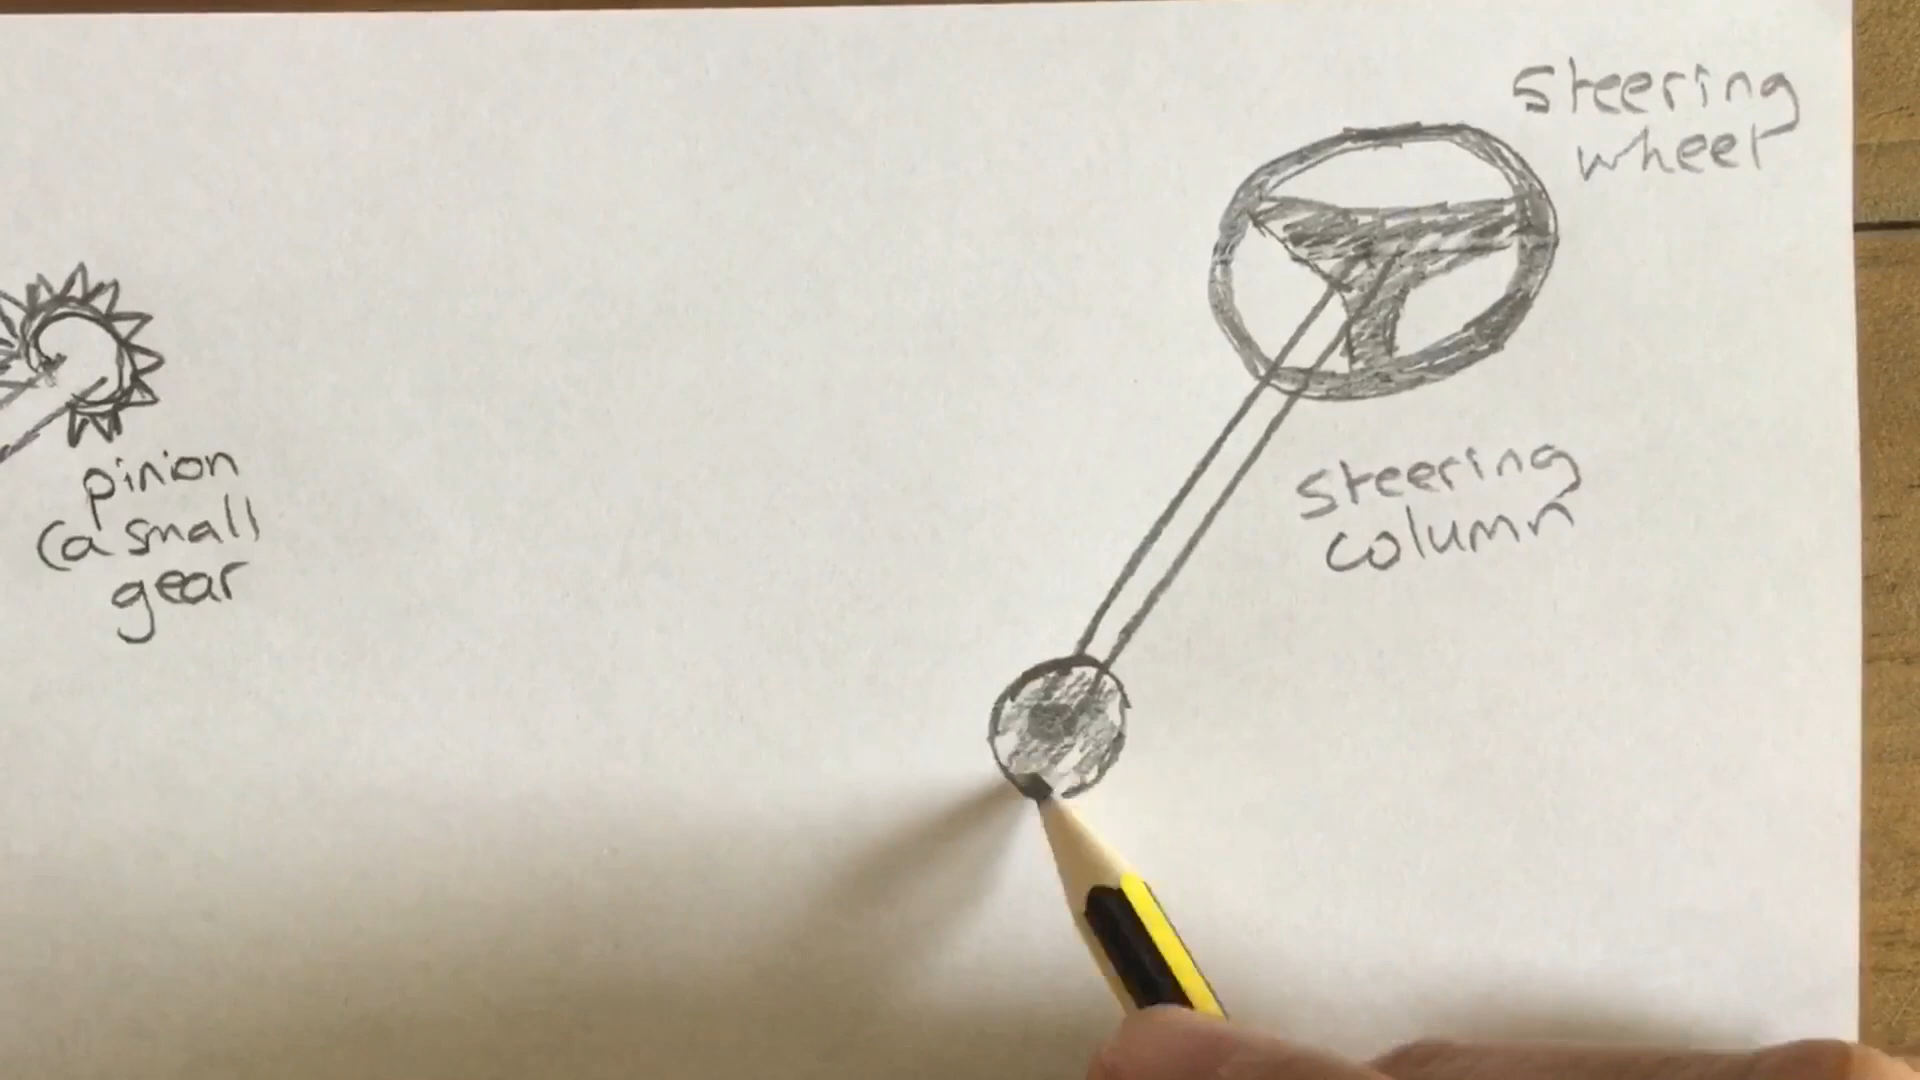 Steering
wheel
pinion
(a small
gear
Steering
column